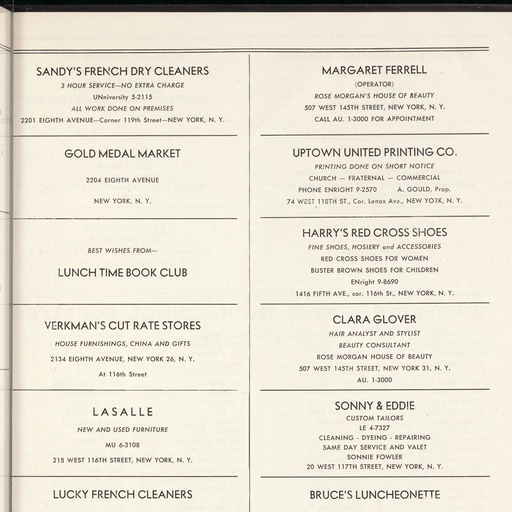 SANDY'S FRENCH DRY CLEANERS
3 HOUR SERVICE—NO EXTRA CHARGE
UNiversity 5-2115
ALL WORK DONE ON PREMISES
2201 EIGHTH AVENUE—Corner 119th Street—NEW YORK, N. Y.
GOLD MEDAL MARKET
2204 EIGHTH AVENUE
NEW YORK, N. Y.
BEST WISHES FROM—
LUNCH TIME BOOK CLUB
VERKMAN'S CUT RATE STORES
HOUSE FURNISHINGS, CHINA AND GIFTS
2134 EIGHTH AVENUE, NEW YORK 26, N. Y.
At 116th Street
LASALLE
NEW AND USED FURNITURE
MU 6-3108
218 WEST 116TH STREET, NEW YORK, N. Y.
LUCKY FRENCH CLEANERS
MARGARET FERRELL
(OPERATOR)
ROSE MORGAN'S HOUSE OF BEAUTY
507 WEST 145TH STREET, NEW YORK, N. Y.
CALL AU. 1-3000 FOR APPOINTMENT
UPTOWN UNITED PRINTING CO.
PRINTING DONE ON SHORT NOTICE
CHURCH — FRATERNAL — COMMERCIAL
PHONE ENRIGHT 9-2570 A. GOULD, Prop.
74 WEST 118TH ST., Cor. Lenox Ave., NEW YORK, N. Y.
HARRY'S RED CROSS SHOES
FINE SHOES, HOSIERY and ACCESSORIES
RED CROSS SHOES FOR WOMEN
BUSTER BROWN SHOES FOR CHILDREN
ENright 9-8690
1416 FIFTH AVE., cor. 116th St., NEW YORK, N. Y.
CLARA GLOVER
HAIR ANALYST AND STYLIST
BEAUTY CONSULTANT
ROSE MORGAN HOUSE OF BEAUTY
507 WEST 145TH STREET, NEW YORK 31, N. Y.
AU. 1-3000
SONNY & EDDIE
CUSTOM TAILORS
LE 4-7327
CLEANING - DYEING - REPAIRING
SAME DAY SERVICE AND VALET
SONNIE FOWLER
20 WEST 117TH STREET, NEW YORK, N. Y.
BRUCE'S LUNCHEONETTE